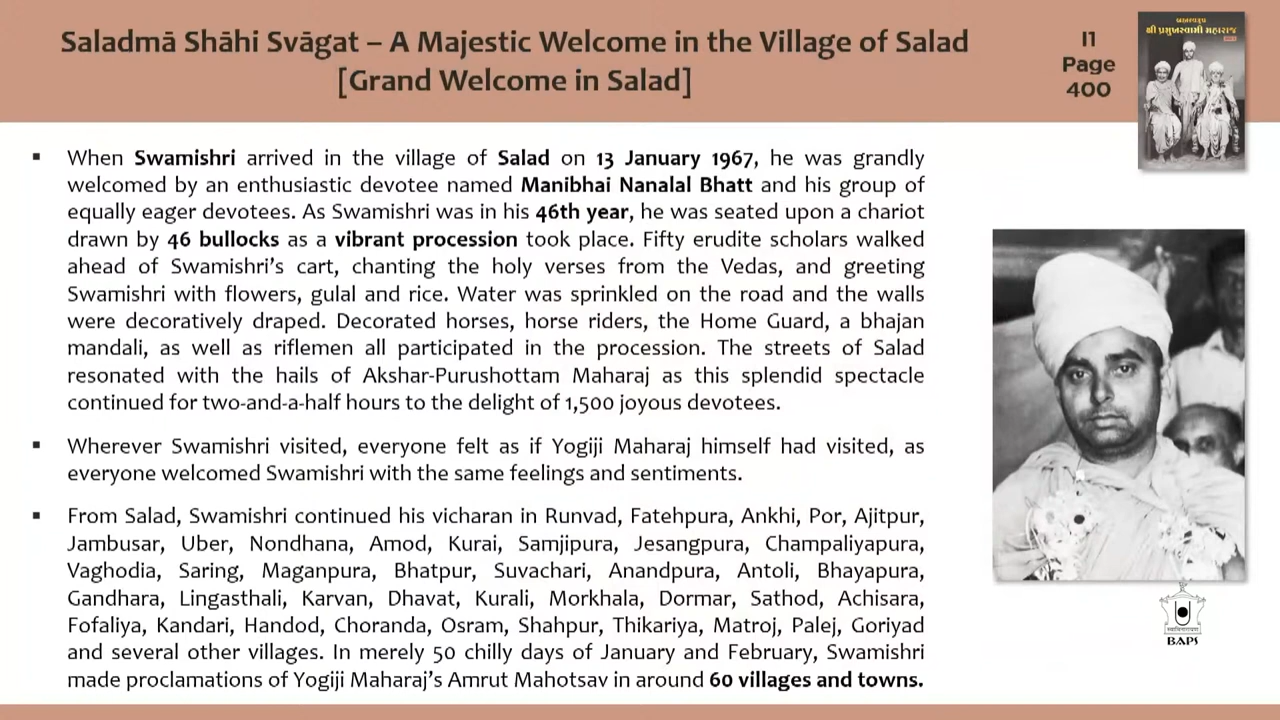 Saladmā Shāhi Svāgat – A Majestic Welcome in the Village of Salad
[Grand Welcome in Salad]
I1
Page
400
શ્રી પ્રમુખસ્વામી મહારાજ
▪ When Swamishri arrived in the village of Salad on 13 January 1967, he was grandly
welcomed by an enthusiastic devotee named Manibhai Nanalal Bhatt and his group of
equally eager devotees. As Swamishri was in his 46th year, he was seated upon a chariot
drawn by 46 bullocks as a vibrant procession took place. Fifty erudite scholars walked
ahead of Swamishri's cart, chanting the holy verses from the Vedas, and greeting
Swamishri with flowers, gulal and rice. Water was sprinkled on the road and the walls
were decoratively draped. Decorated horses, horse riders, the Home Guard, a bhajan
mandali, as well as riflemen all participated in the procession. The streets of Salad
resonated with the hails of Akshar-Purushottam Maharaj as this splendid spectacle
continued for two-and-a-half hours to the delight of 1,500 joyous devotees.
▪ Wherever Swamishri visited, everyone felt as if Yogiji Maharaj himself had visited, as
everyone welcomed Swamishri with the same feelings and sentiments.
▪ From Salad, Swamishri continued his vicharan in Runvad, Fatehpura, Ankhi, Por, Ajitpur,
Jambusar, Uber, Nondhana, Amod, Kurai, Samjipura, Jesangpura, Champaliyapura,
Vaghodia, Saring, Maganpura, Bhatpur, Suvachari, Anandpura, Antoli, Bhayapura,
Gandhara, Lingasthali, Karvan, Dhavat, Kurali, Morkhala, Dormar, Sathod, Achisara,
Fofaliya, Kandari, Handod, Choranda, Osram, Shahpur, Thikariya, Matroj, Palej, Goriyad
and several other villages. In merely 50 chilly days of January and February, Swamishri
made proclamations of Yogiji Maharaj's Amrut Mahotsav in around 60 villages and towns.
BAPS